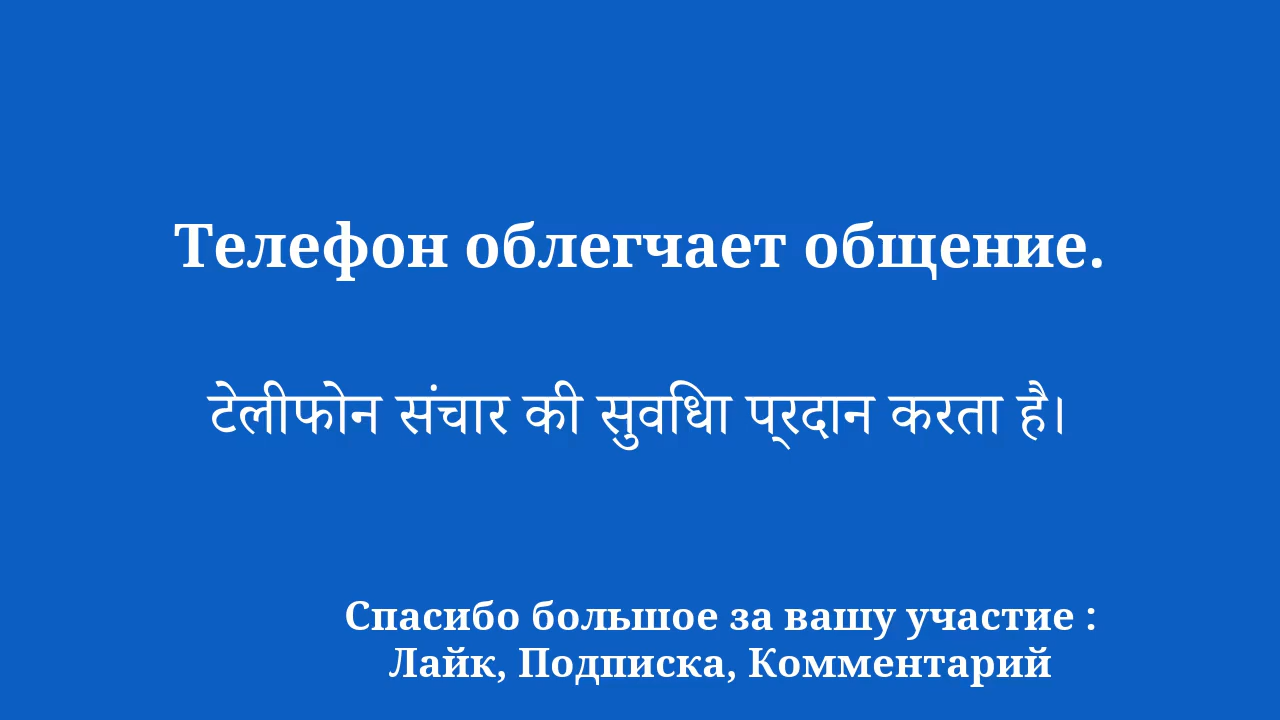 Телефон облегчает общение.
टेलीफोन संचार की सुविधा प्रदान करता है।
Спасибо большое за вашу участие :
Лайк, Подписка, Комментарий